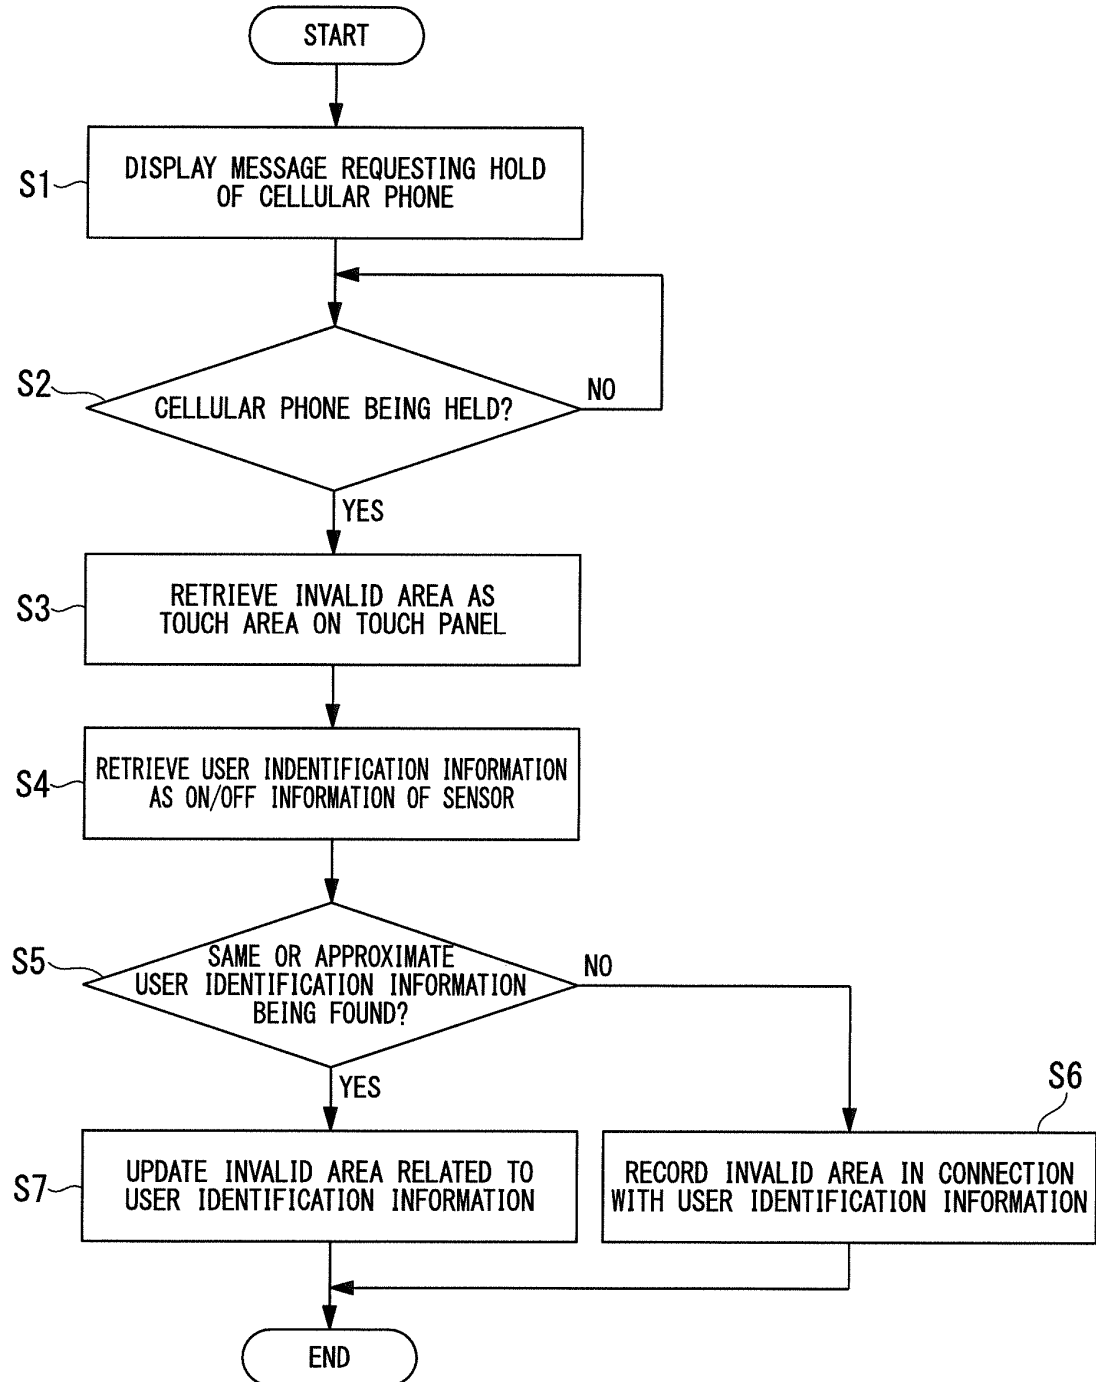 START
S1
DISPLAY MESSAGE REQUESTING HOLD
OF CELLULAR PHONE
S2
CELLULAR PHONE BEING HELD?
NO
YES
S3
RETRIEVE INVALID AREA AS
TOUCH AREA ON TOUCH PANEL
S4
RETRIEVE USER INDENTIFICATION INFORMATION
AS ON/OFF INFORMATION OF SENSOR
S5
SAME OR APPROXIMATE
USER IDENTIFICATION INFORMATION
BEING FOUND?
NO
YES
S6
RECORD INVALID AREA IN CONNECTION
WITH USER IDENTIFICATION INFORMATION
S7
UPDATE INVALID AREA RELATED TO
USER IDENTIFICATION INFORMATION
END